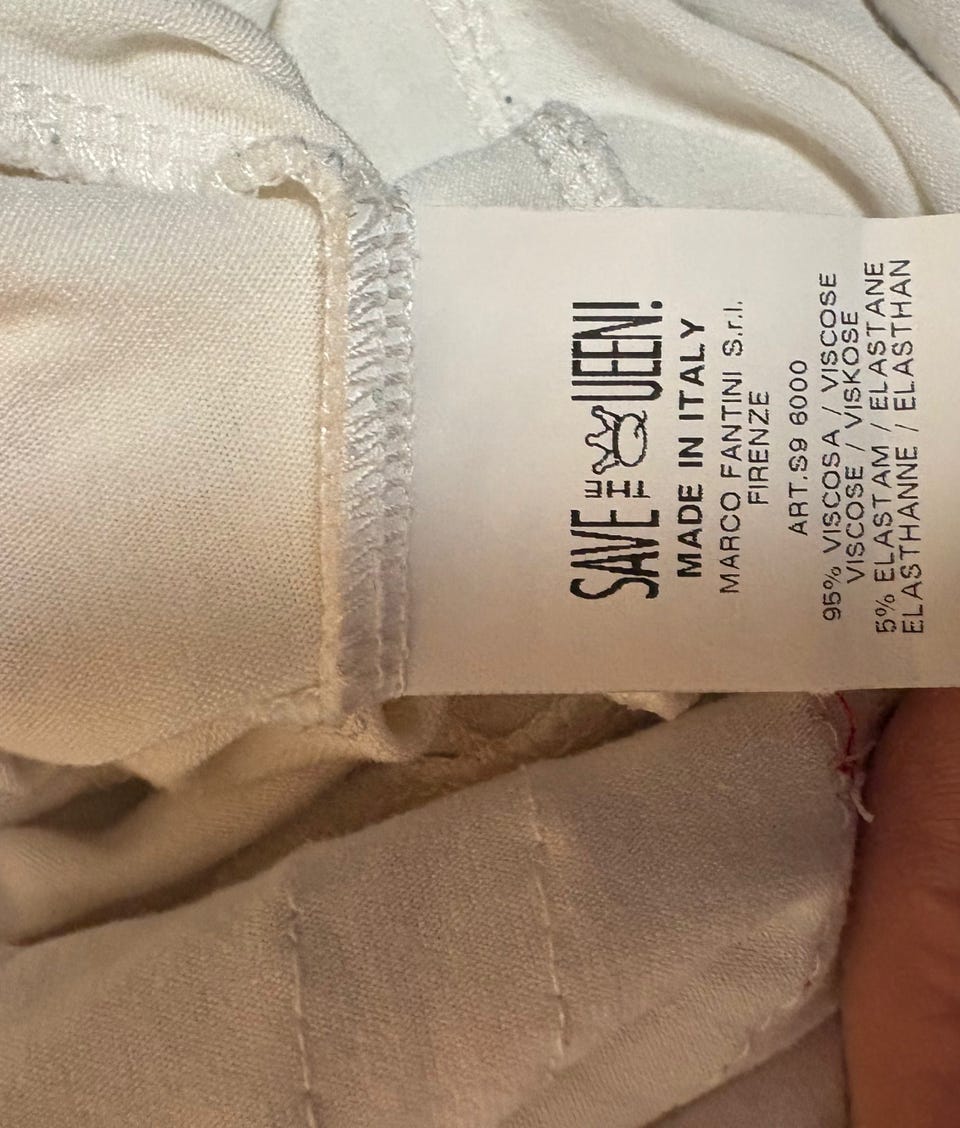 SAVE THE QUEEN!
MADE IN ITALY
MARCO FANTINI S.r.l.
FIRENZE
ART.S9 6000
95% VISCOSA / VISCOSE
VISCOSE / VISKOSE
5% ELASTAM / ELASTANE
ELASTHANNE / ELASTHAN